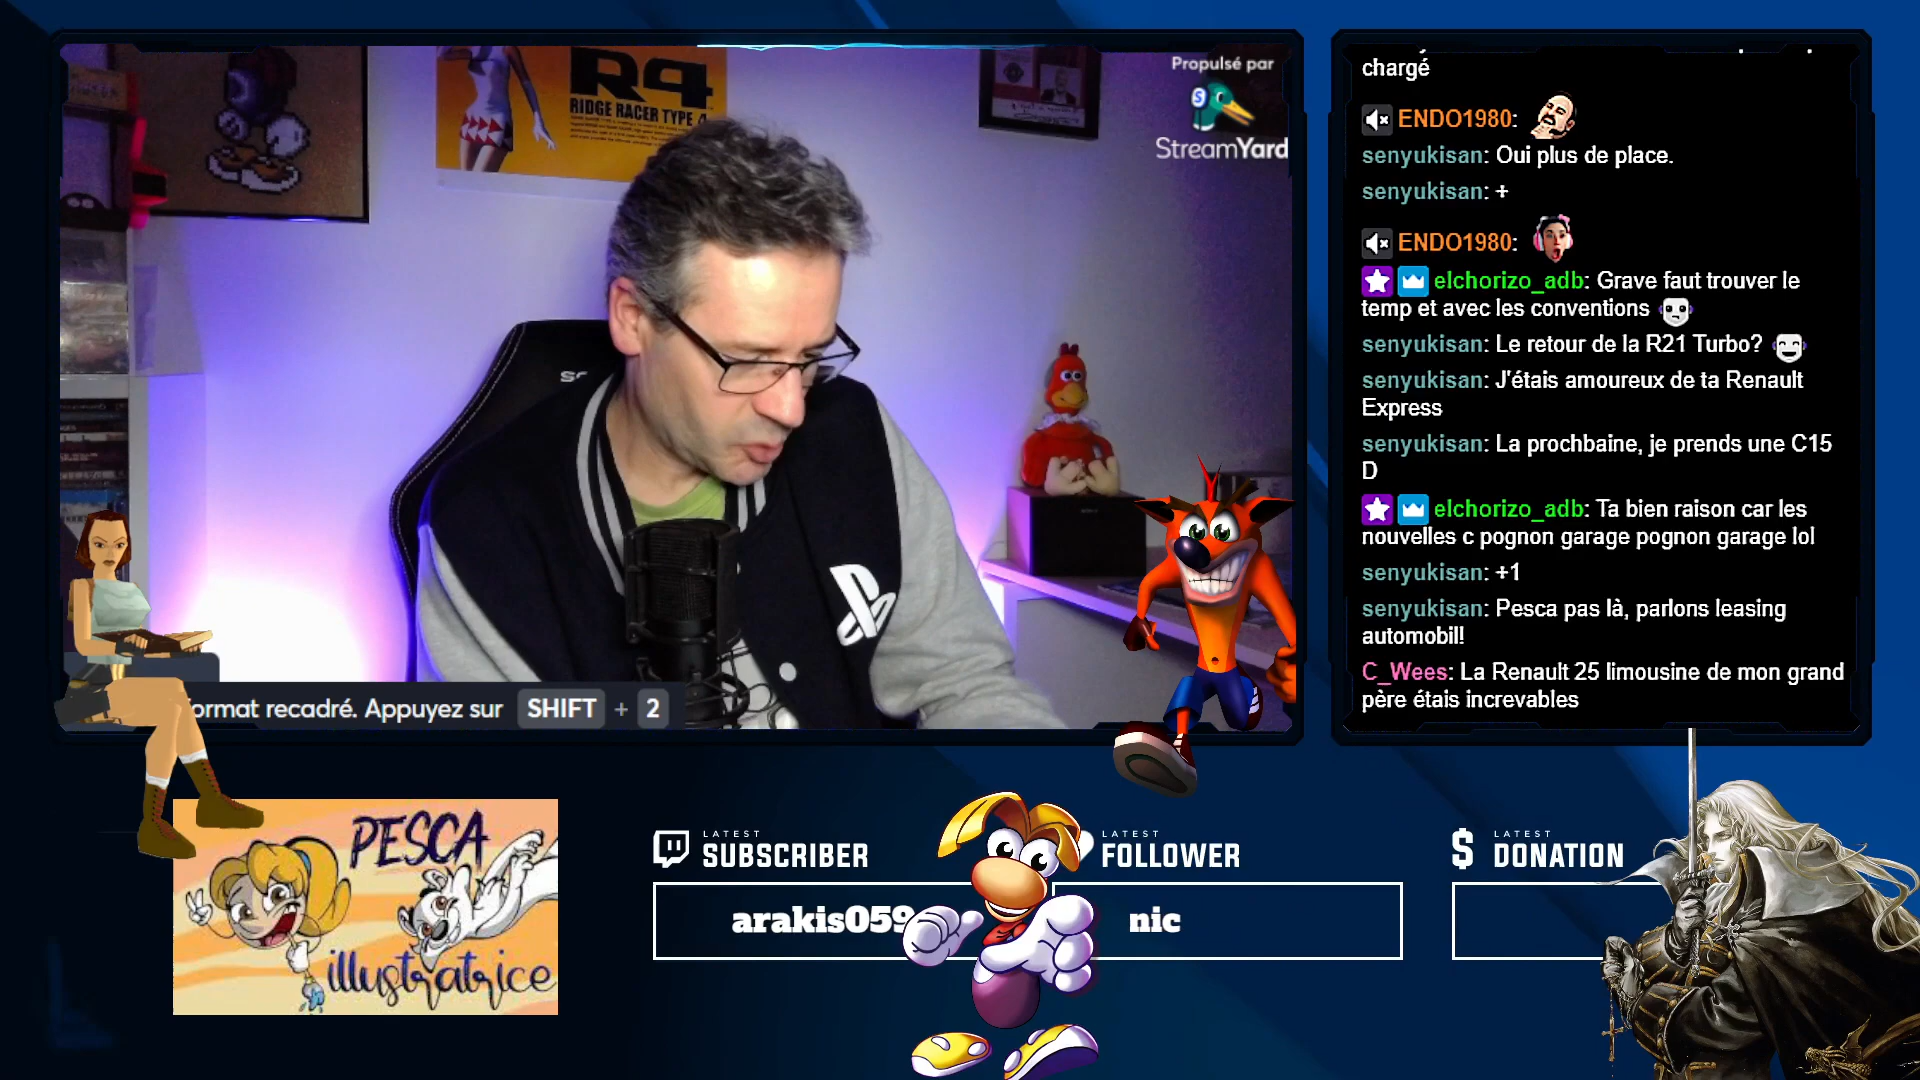 R4
RIDGE RACER TYPE 4
Propulsé par
StreamYard
ormat recadré. Appuyez sur SHIFT + 2
chargé
ENDO1980:
senyukisan: Oui plus de place.
senyukisan: +
ENDO1980:
elchorizo_adb: Grave faut trouver le
temp et avec les conventions
senyukisan: Le retour de la R21 Turbo?
senyukisan: J'étais amoureux de ta Renault
Express
senyukisan: La prochbaine, je prends une C15
D
elchorizo_adb: Ta bien raison car les
nouvelles c pognon garage pognon garage lol
senyukisan: +1
senyukisan: Pesca pas là, parlons leasing
automobil!
C_Wees: La Renault 25 limousine de mon grand
père étais increvables
PESCA
illustratrice
LATEST
SUBSCRIBER
arakis059
LATEST
FOLLOWER
nic
LATEST
DONATION